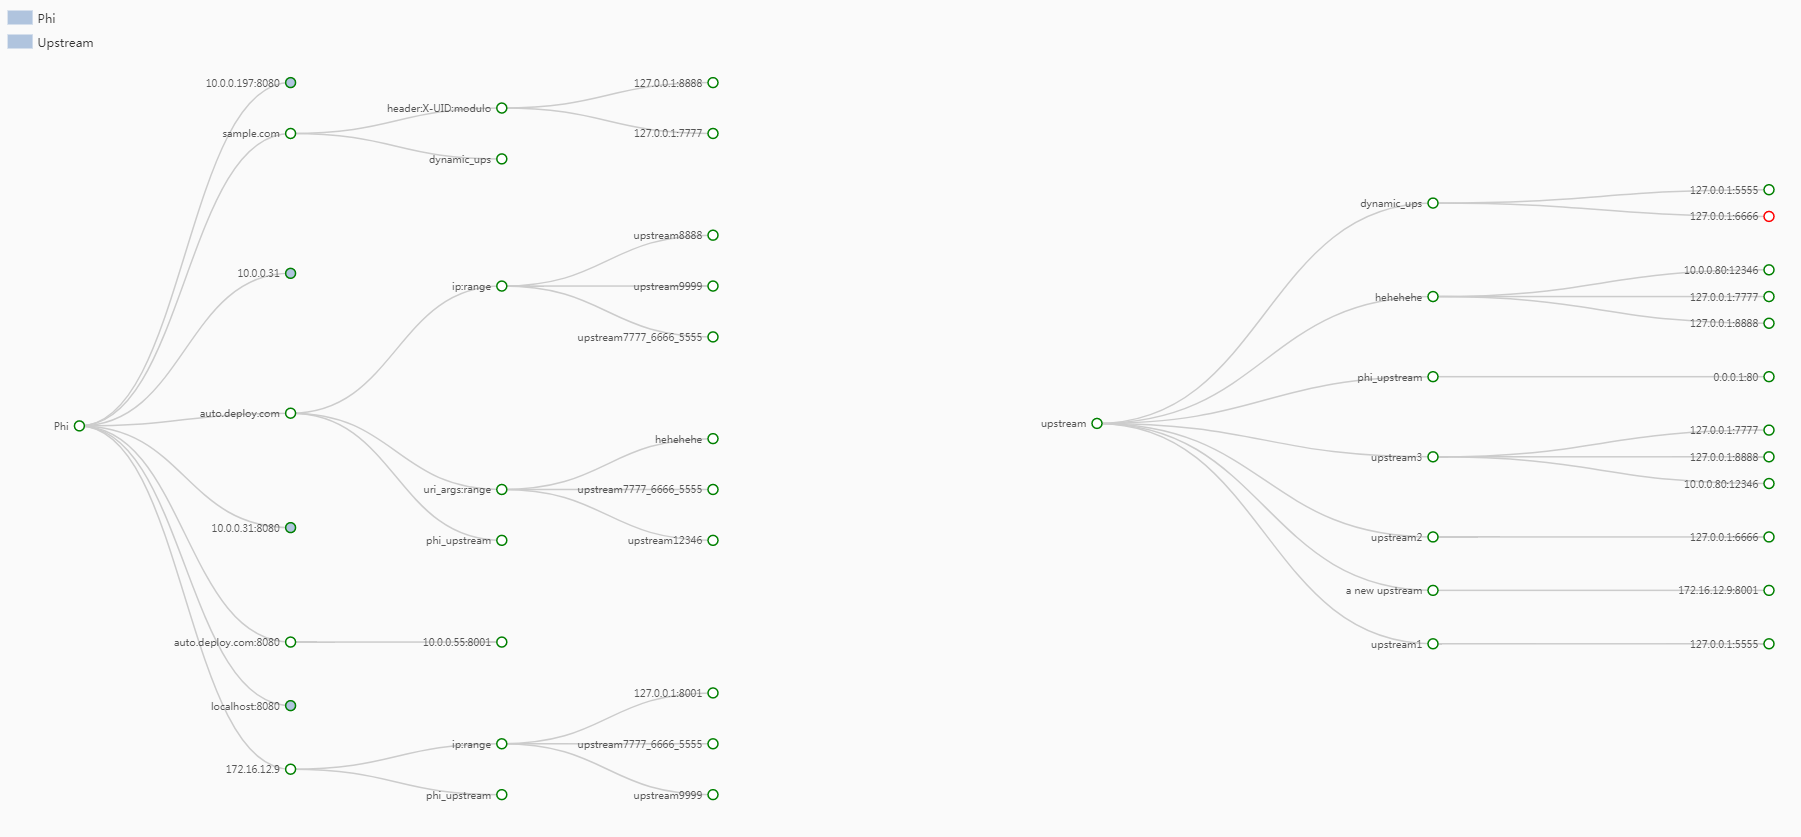 Phi
Upstream
10.0.0.197:8080
127.0.0.1:8888
header:X-UID:modulo
sample.com
127.0.0.1:7777
dynamic_ups
upstream8888
10.0.0.31
ip:range
upstream9999
upstream7777_6666_5555
auto.deploy.com
Phi
hehehehe
uri_args:range
upstream7777_6666_5555
10.0.0.31:8080
phi_upstream
upstream12346
auto.deploy.com:8080
10.0.0.55:8001
127.0.0.1:8001
localhost:8080
ip:range
upstream7777_6666_5555
172.16.12.9
phi_upstream
upstream9999
127.0.0.1:5555
dynamic_ups
127.0.0.1:6666
10.0.0.80:12346
hehehehe
127.0.0.1:7777
127.0.0.1:8888
phi_upstream
0.0.0.1:80
upstream
127.0.0.1:7777
upstream3
127.0.0.1:8888
10.0.0.80:12346
upstream2
127.0.0.1:6666
a new upstream
172.16.12.9:8001
upstream1
127.0.0.1:5555